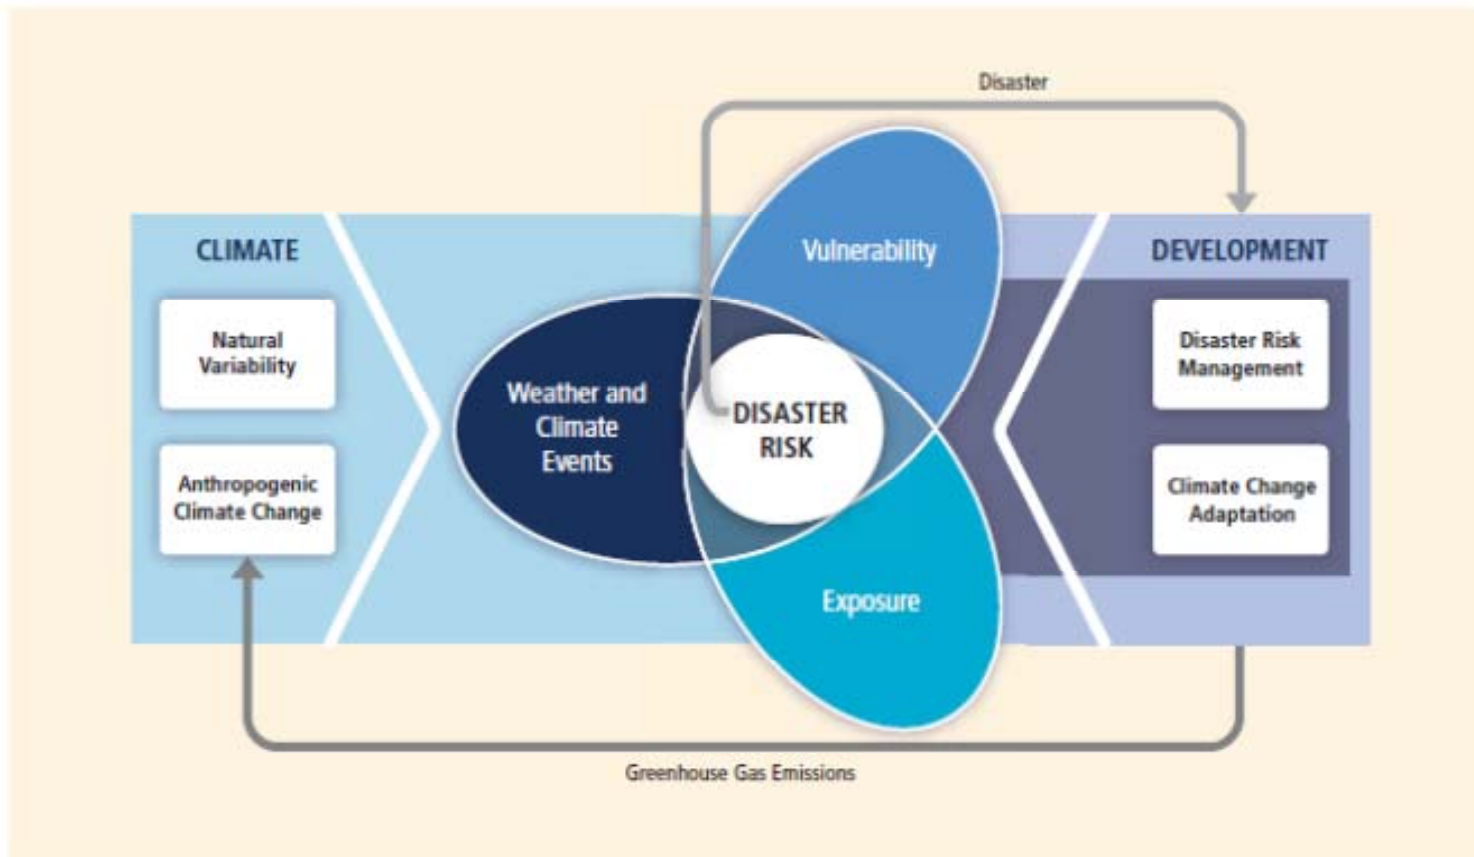 Disaster
CLIMATE
Natural
Variability
Anthropogenic
Climate Change
Weather and
Climate
Events
Vulnerability
DISASTER
RISK
Exposure
DEVELOPMENT
Disaster Risk
Management
Climate Change
Adaptation
Greenhouse Gas Emissions